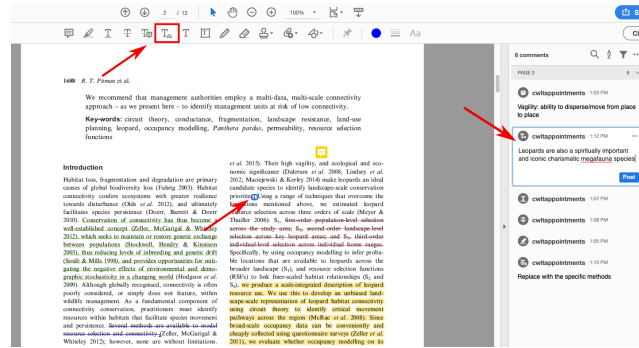 2 / 12
100%
Aa
1688 R. T. Pitman et al.
We recommend that management authorities employ a multi-data, multi-scale connectivity
approach – as we present here – to identify management units at risk of low connectivity.
Key-words: circuit theory, conductance, fragmentation, landscape resistance, land-use
planning, leopard, occupancy modelling, Panthera pardus, permeability, resource selection
functions
Introduction
Habitat loss, fragmentation and degradation are primary
causes of global biodiversity loss (Fahrig 2003). Habitat
connectivity confers ecosystems with greater resilience
towards disturbance (Olds et al. 2012), and ultimately
facilitates species persistence (Doerr, Barrett & Doerr
2010). Conservation of connectivity has thus become a
well-established concept (Zeller, McGarigal & Whiteley
2012), which seeks to maintain or restore genetic exchange
between populations (Stockwell, Hendry & Kinnison
2003), thus reducing levels of inbreeding and genetic drift
(Soulé & Mills 1998), and provides opportunities for miti-
gating the negative effects of environmental and demo-
graphic stochasticity in a changing world (Hodgson et al.
2009). Although globally recognised, connectivity is often
poorly considered, or simply does not feature, within
wildlife management. As a fundamental component of
connectivity conservation, practitioners must identify
resources within habitats that facilitate species movement
and persistence. Several methods are available to model
resource selection and connectivity (Zeller, McGarigal &
Whiteley 2012); however, none are without limitations.
et al. 2015). Their high vagility, and ecological and eco-
nomic significance (Dalerum et al. 2008; Lindsey et al.
2012; Maciejewski & Kerley 2014) make leopards an ideal
candidate species to identify landscape-scale conservation
priorities. Using a range of techniques that overcome the
limitations mentioned above, we estimated leopard
resource selection across three orders of scale (Meyer &
Thuiller 2006): S₁, first-order population-level selection
across the study area; S₂, second-order landscape-level
selection across key leopard areas; and S₃, third-order
individual-level selection across individual home ranges.
Specifically, by using occupancy modelling to infer proba-
ble locations that are available to leopards across the
broader landscape (S₁), and resource selection functions
(RSFs) to link finer-scaled habitat relationships (S₂ and
S₃), we produce a scale-integrated description of leopard
resource use. We use this to develop an unbiased land-
scape-scale representation of leopard habitat connectivity
using circuit theory to identify critical movement
pathways across the region (McRae et al. 2008). Since
broad-scale occupancy data can be conveniently and
cheaply collected using questionnaire surveys (Zeller et al.
2011), we evaluate whether occupancy modelling on its
6 comments
PAGE 2 6
cwitappointments 1:03 PM
Vagility: ability to disperse/move from place
to place
cwitappointments 1:12 PM
Leopards are also a spiritually important
and iconic charismatic megafauna species
Post
cwitappointments 1:07 PM
cwitappointments 1:08 PM
cwitappointments 1:05 PM
cwitappointments 1:10 PM
Replace with the specific methods